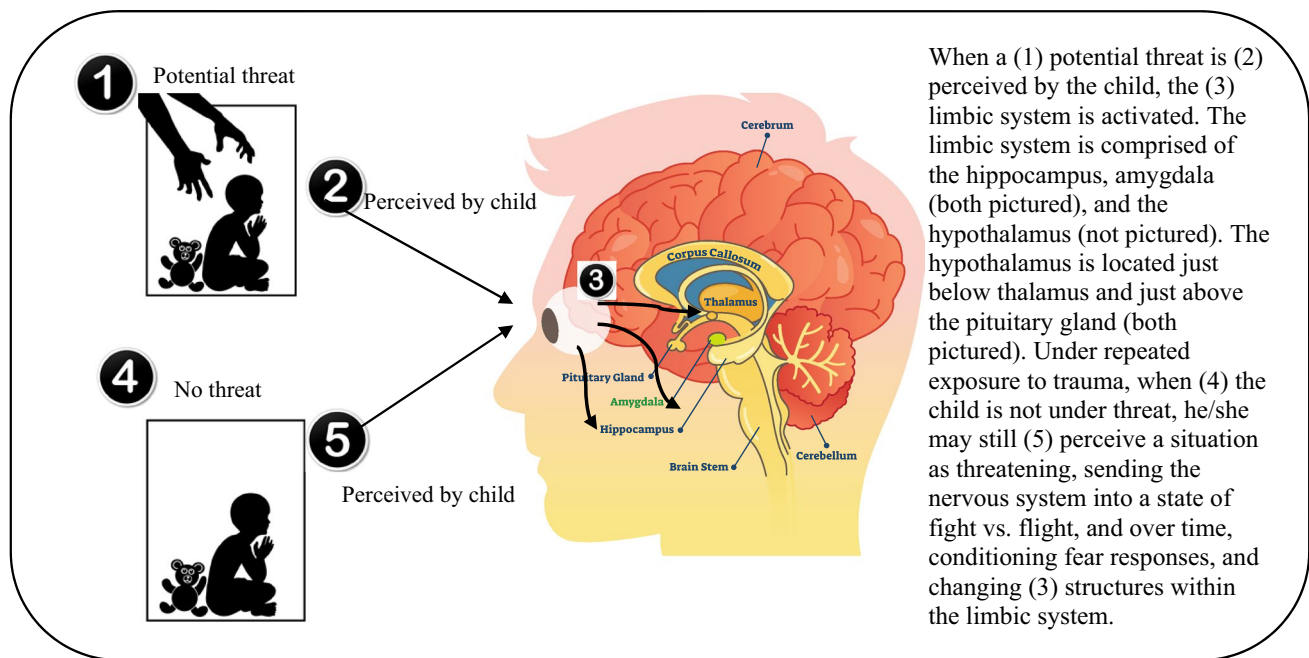 1
Potential threat
2
Perceived by child
4
No threat
5
Perceived by child
3
Cerebrum
Corpus Callosum
Thalamus
Pituitary Gland
Amygdala
Hippocampus
Brain Stem
Cerebellum
When a (1) potential threat is (2)
perceived by the child, the (3)
limbic system is activated. The
limbic system is comprised of
the hippocampus, amygdala
(both pictured), and the
hypothalamus (not pictured). The
hypothalamus is located just
below thalamus and just above
the pituitary gland (both
pictured). Under repeated
exposure to trauma, when (4) the
child is not under threat, he/she
may still (5) perceive a situation
as threatening, sending the
nervous system into a state of
fight vs. flight, and over time,
conditioning fear responses, and
changing (3) structures within
the limbic system.